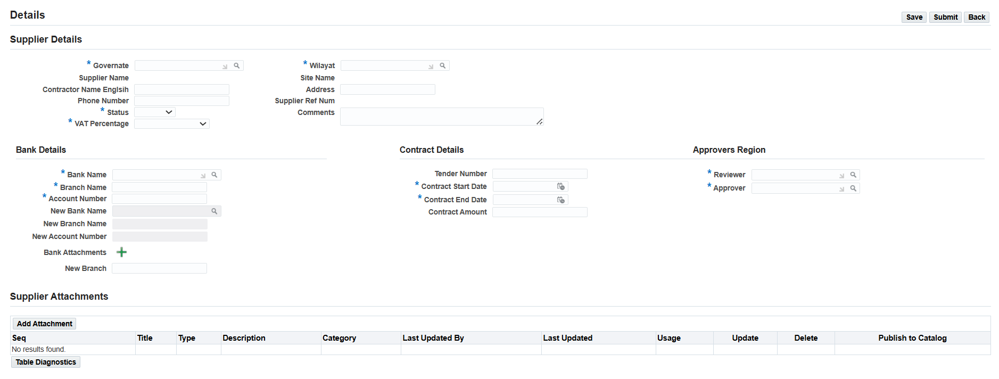 Details
Save Submit Back
Supplier Details
* Governate
* Wilayat
Supplier Name
Site Name
Contractor Name Englsih
Address
Phone Number
Supplier Ref Num
* Status
Comments
* VAT Percentage
Bank Details
* Bank Name
* Branch Name
* Account Number
New Bank Name
New Branch Name
New Account Number
Bank Attachments
New Branch
Contract Details
Tender Number
* Contract Start Date
* Contract End Date
Contract Amount
Approvers Region
* Reviewer
* Approver
Supplier Attachments
Add Attachment
Seq Title Type Description Category Last Updated By Last Updated Usage Update Delete Publish to Catalog
No results found.
Table Diagnostics